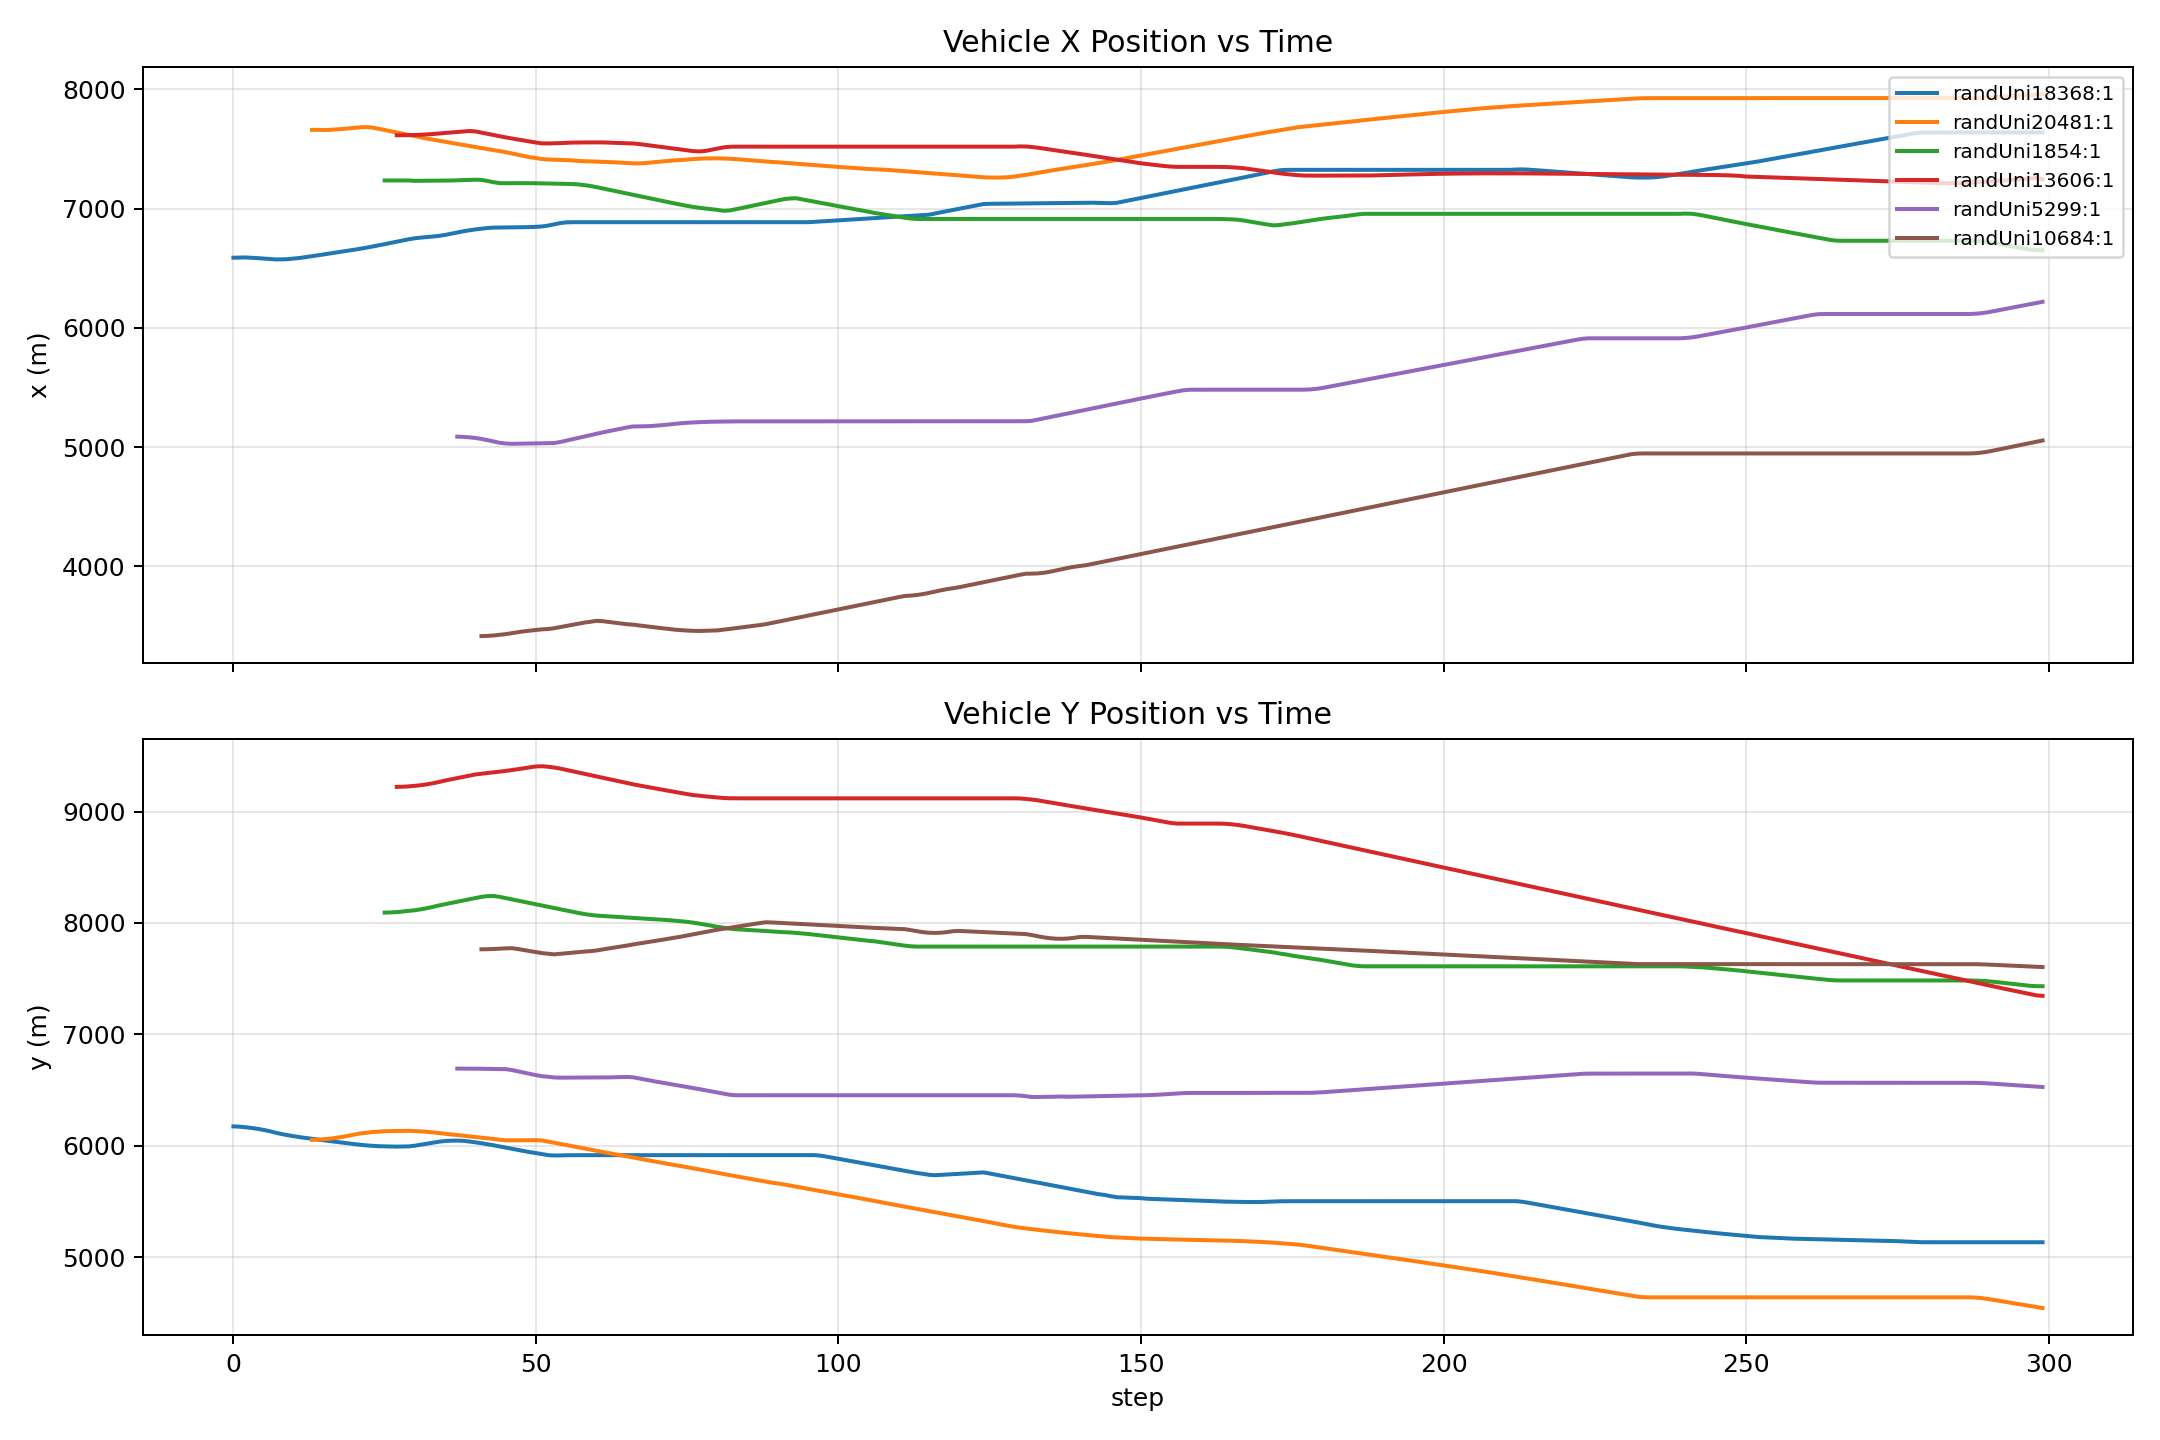 Vehicle X Position vs Time
x (m)
8000
7000
6000
5000
4000
randUni18368:1
randUni20481:1
randUni1854:1
randUni13606:1
randUni5299:1
randUni10684:1
Vehicle Y Position vs Time
y (m)
9000
8000
7000
6000
5000
0 50 100 150 200 250 300
step